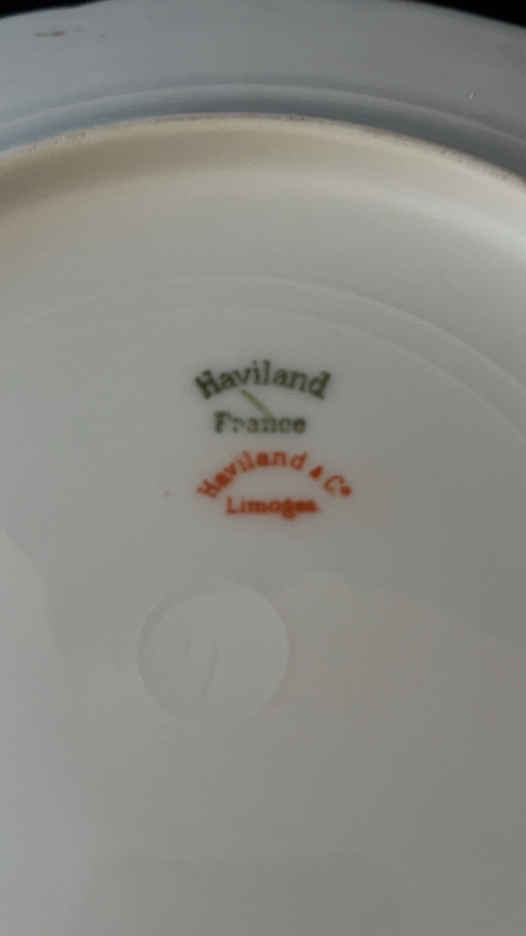 Haviland
France
Haviland & Co
Limoges